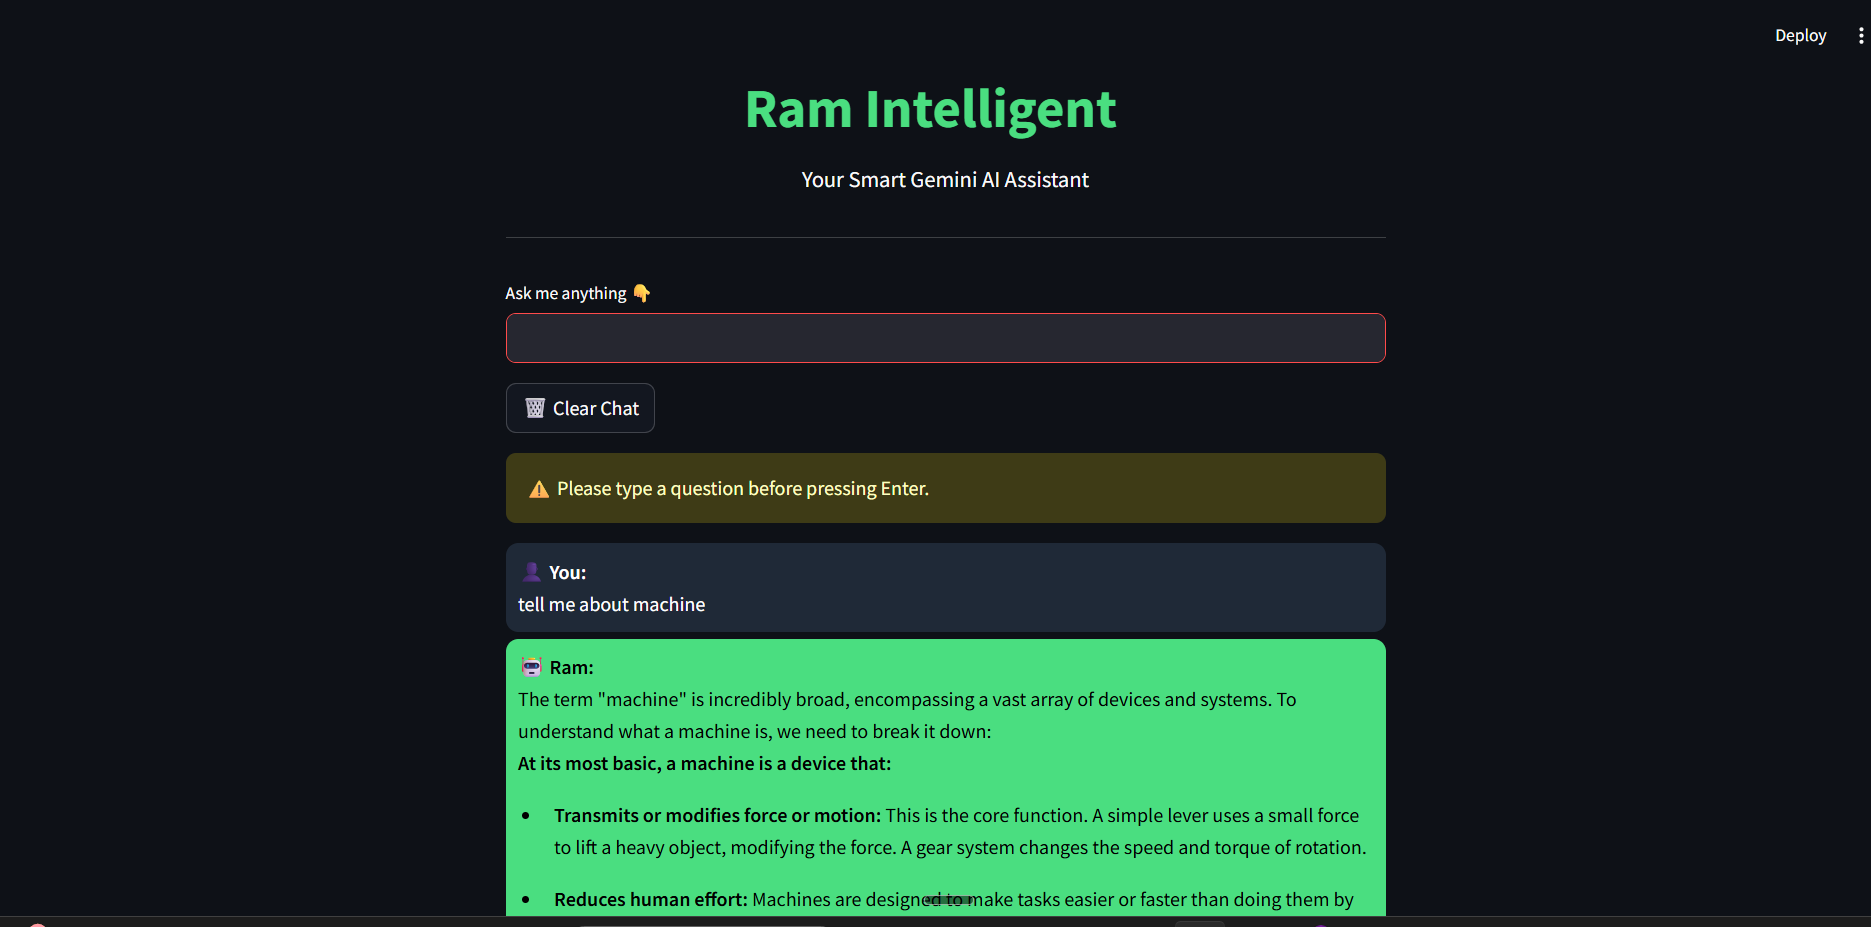 Deploy
Ram Intelligent
Your Smart Gemini AI Assistant
Ask me anything 👇
🗑️ Clear Chat
⚠️ Please type a question before pressing Enter.
👤 You:
tell me about machine
🤖 Ram:
The term "machine" is incredibly broad, encompassing a vast array of devices and systems. To
understand what a machine is, we need to break it down:
At its most basic, a machine is a device that:
• Transmits or modifies force or motion: This is the core function. A simple lever uses a small force
to lift a heavy object, modifying the force. A gear system changes the speed and torque of rotation.
• Reduces human effort: Machines are designed to make tasks easier or faster than doing them by